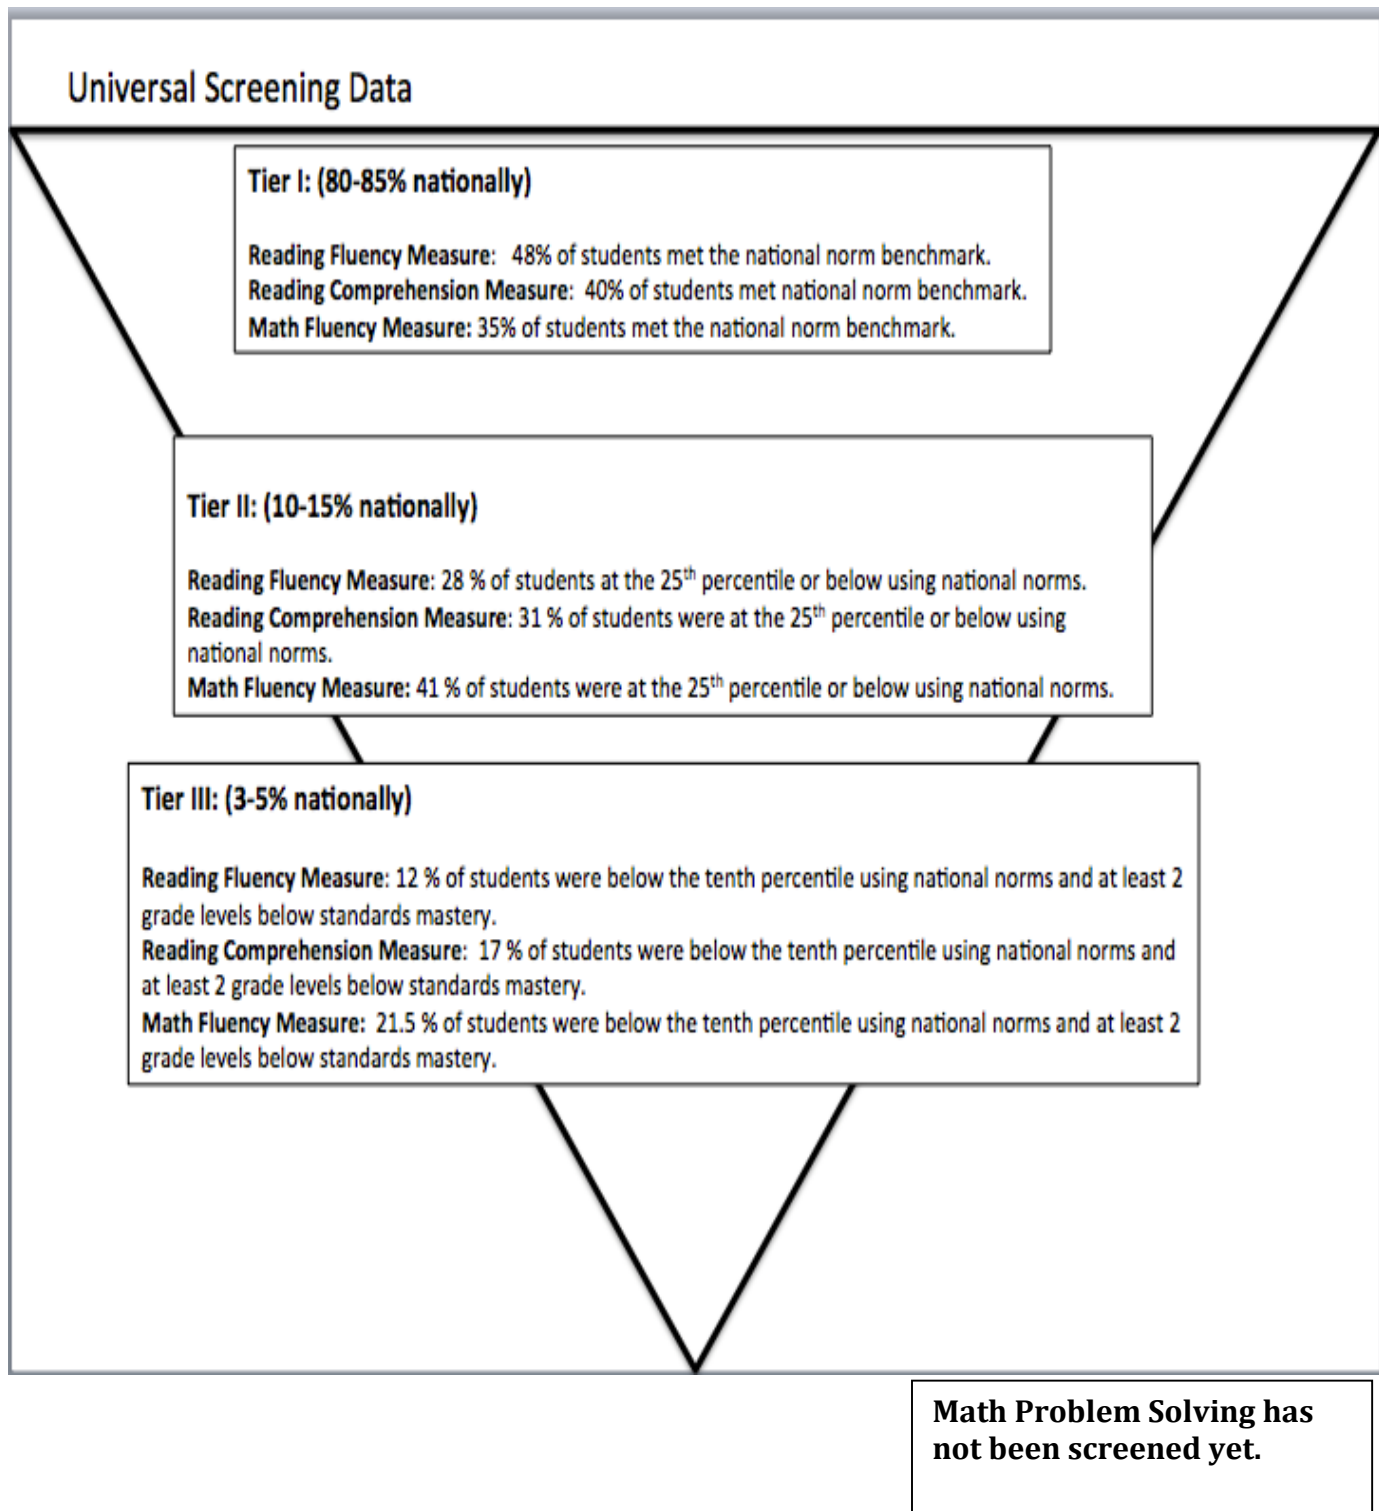 Universal Screening Data
Tier I: (80-85% nationally)
Reading Fluency Measure:  48% of students met the national norm benchmark.
Reading Comprehension Measure:  40% of students met national norm benchmark.
Math Fluency Measure: 35% of students met the national norm benchmark.
Tier II: (10-15% nationally)
Reading Fluency Measure: 28 % of students at the 25th percentile or below using national norms.
Reading Comprehension Measure: 31 % of students were at the 25th percentile or below using
national norms.
Math Fluency Measure: 41 % of students were at the 25th percentile or below using national norms.
Tier III: (3-5% nationally)
Reading Fluency Measure: 12 % of students were below the tenth percentile using national norms and at least 2
grade levels below standards mastery.
Reading Comprehension Measure:  17 % of students were below the tenth percentile using national norms and
at least 2 grade levels below standards mastery.
Math Fluency Measure:  21.5 % of students were below the tenth percentile using national norms and at least 2
grade levels below standards mastery.
Math Problem Solving has
not been screened yet.